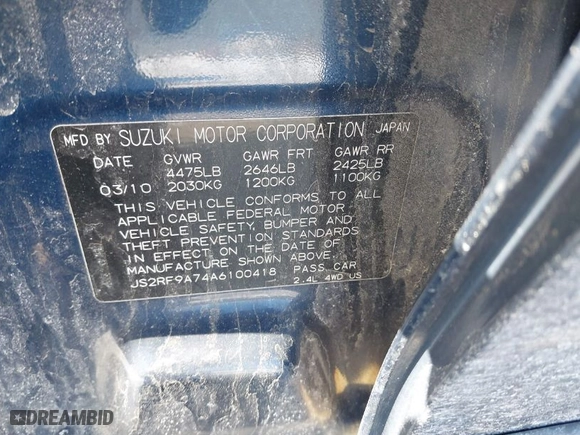 MFD BY SUZUKI MOTOR CORPORATION JAPAN
DATE GVWR GAWR FRT GAWR RR
4475LB 2646LB 2425LB
03/10 2030KG 1200KG 1100KG
THIS VEHICLE CONFORMS TO ALL
APPLICABLE FEDERAL MOTOR
VEHICLE SAFETY, BUMPER AND
THEFT PREVENTION STANDARDS
IN EFFECT ON THE DATE OF
MANUFACTURE SHOWN ABOVE.
JS2RF9A74A6100418 PASS. CAR
2.4L 4WD US
DREAMBID